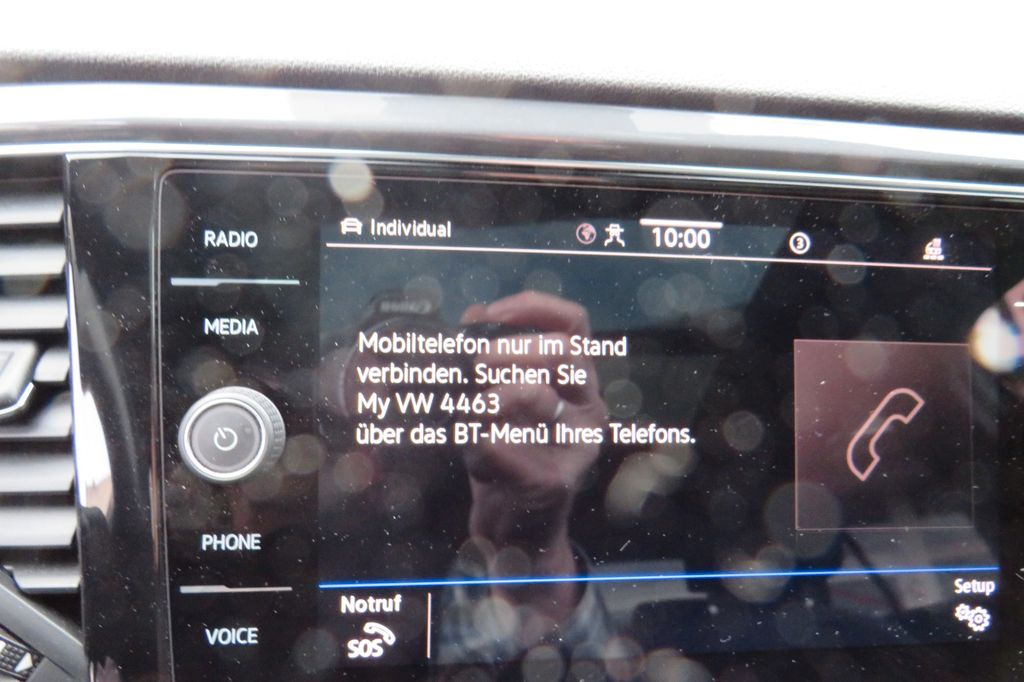 Individual
10:00
3
RADIO
MEDIA
Mobiltelefon nur im Stand
verbinden. Suchen Sie
My VW 4463
über das BT-Menü Ihres Telefons.
PHONE
VOICE
Notruf
SOS
Setup